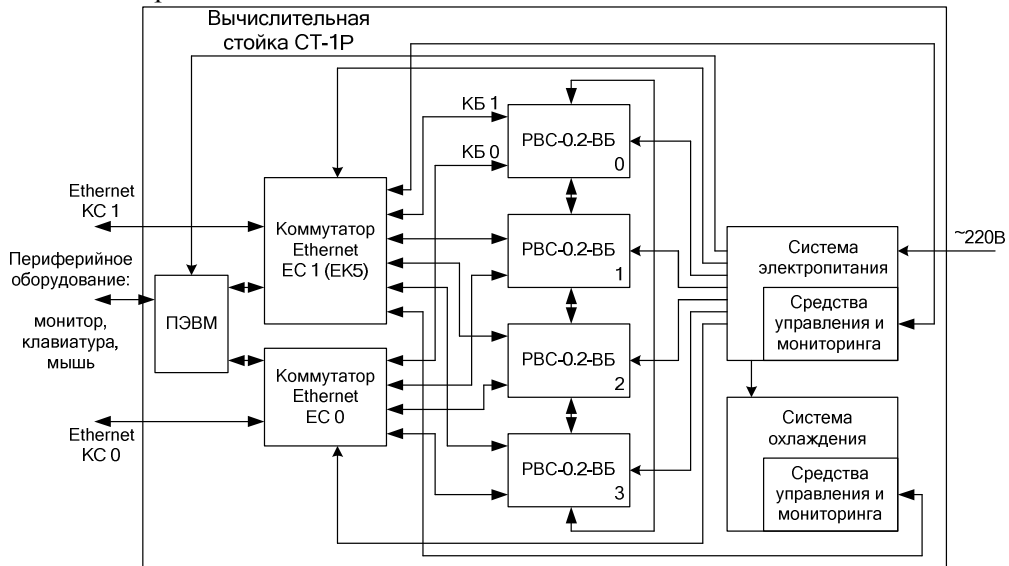 Вычислительная
стойка СТ-1Р
КБ 1
КБ 0
РВС-0.2-ВБ
0
РВС-0.2-ВБ
1
РВС-0.2-ВБ
2
РВС-0.2-ВБ
3
Ethernet
КС 1
Коммутатор
Ethernet
ЕС 1 (ЕК5)
Периферийное
оборудование:
монитор,
клавиатура,
мышь
ПЭВМ
Коммутатор
Ethernet
ЕС 0
Ethernet
КС 0
Система
электропитания
Средства
управления и
мониторинга
~220В
Система
охлаждения
Средства
управления и
мониторинга